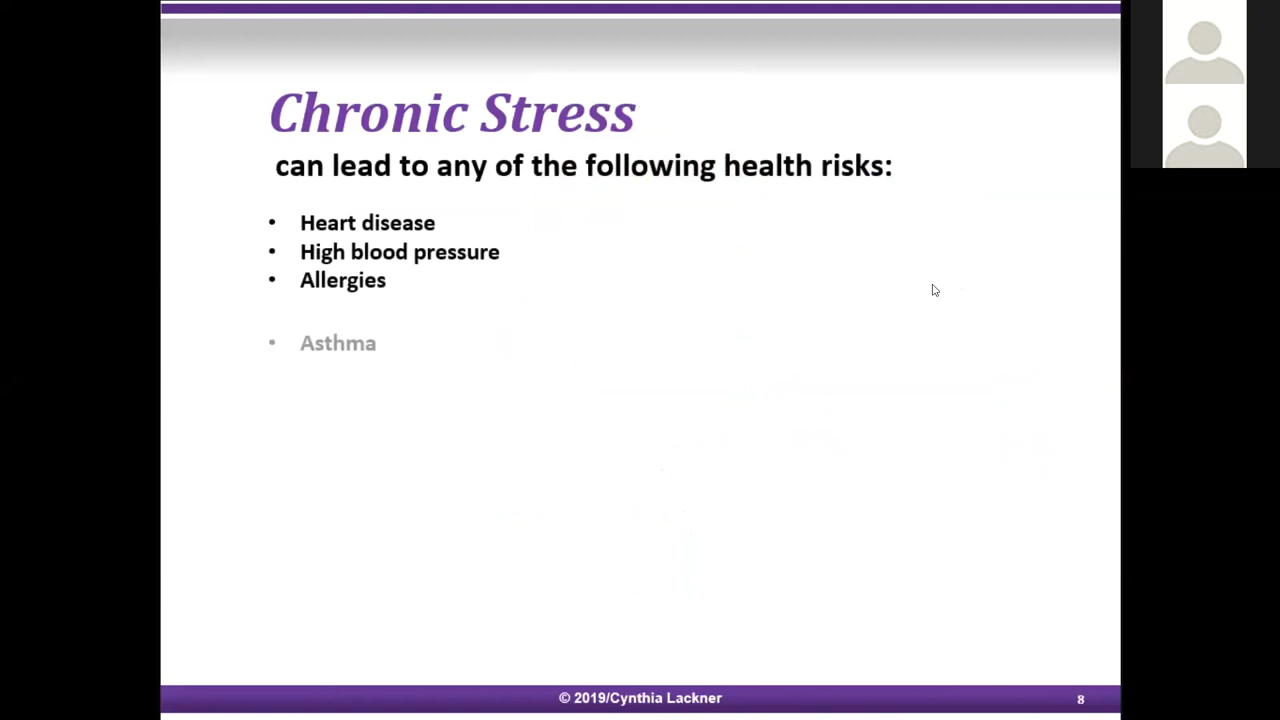 Chronic Stress
can lead to any of the following health risks:
• Heart disease
• High blood pressure
• Allergies
• Asthma
© 2019/Cynthia Lackner
8